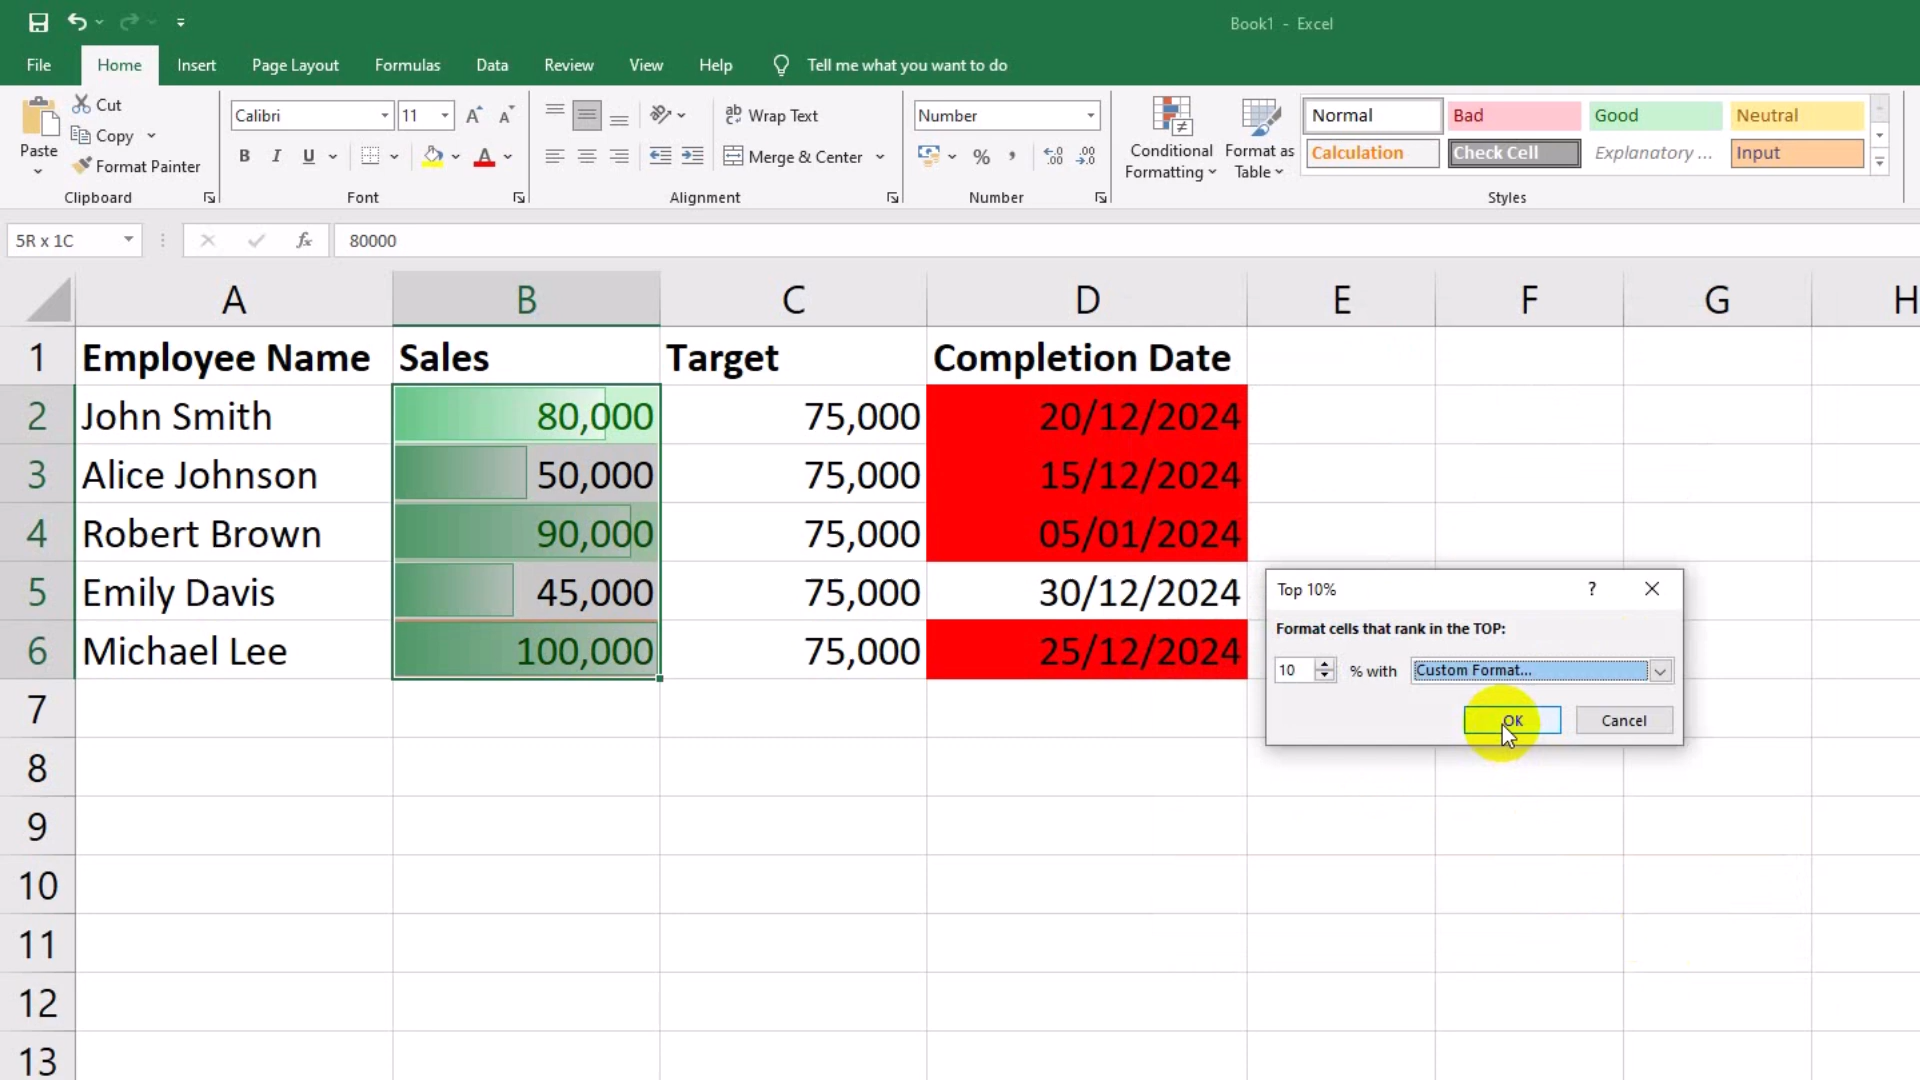 Book1 - Excel
File Home Insert Page Layout Formulas Data Review View Help Tell me what you want to do
Paste
Cut
Copy
Format Painter
Clipboard
Calibri 11
B I U
Font
Wrap Text
Merge & Center
Alignment
Number
%
Number
Conditional Formatting
Format as Table
Normal Bad Good Neutral
Calculation Check Cell Explanatory ... Input
Styles
5R x 1C fx 80000
A B C D E F G H
1 Employee Name Sales Target Completion Date
2 John Smith 80,000 75,000 20/12/2024
3 Alice Johnson 50,000 75,000 15/12/2024
4 Robert Brown 90,000 75,000 05/01/2024
5 Emily Davis 45,000 75,000 30/12/2024
6 Michael Lee 100,000 75,000 25/12/2024
7
8
9
10
11
12
13
Top 10% ?
Format cells that rank in the TOP:
10 % with Custom Format...
OK Cancel